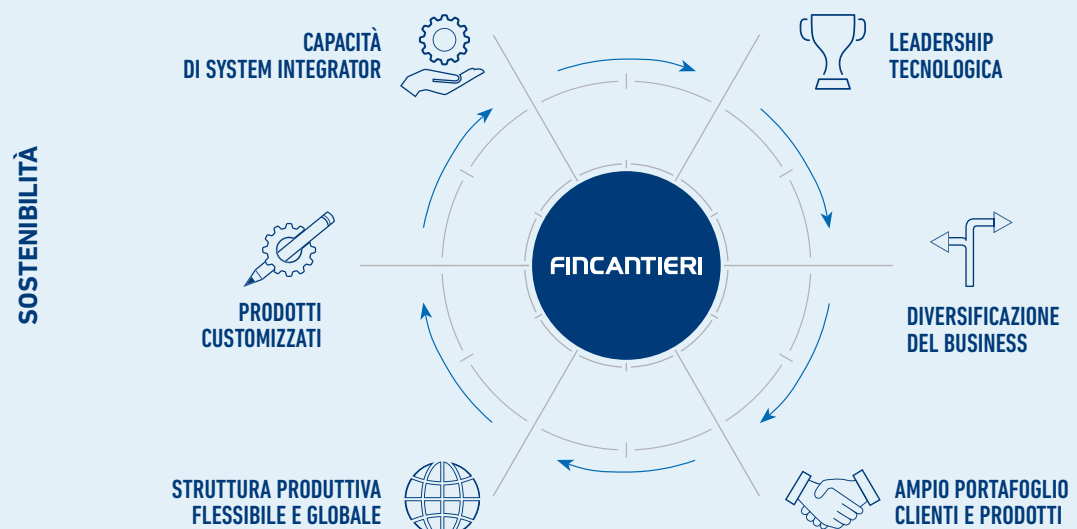 SOSTENIBILITÀ
CAPACITÀ
DI SYSTEM INTEGRATOR
LEADERSHIP
TECNOLOGICA
FINCANTIERI
PRODOTTI
CUSTOMIZZATI
DIVERSIFICAZIONE
DEL BUSINESS
STRUTTURA PRODUTTIVA
FLESSIBILE E GLOBALE
AMPIO PORTAFOGLIO
CLIENTI E PRODOTTI